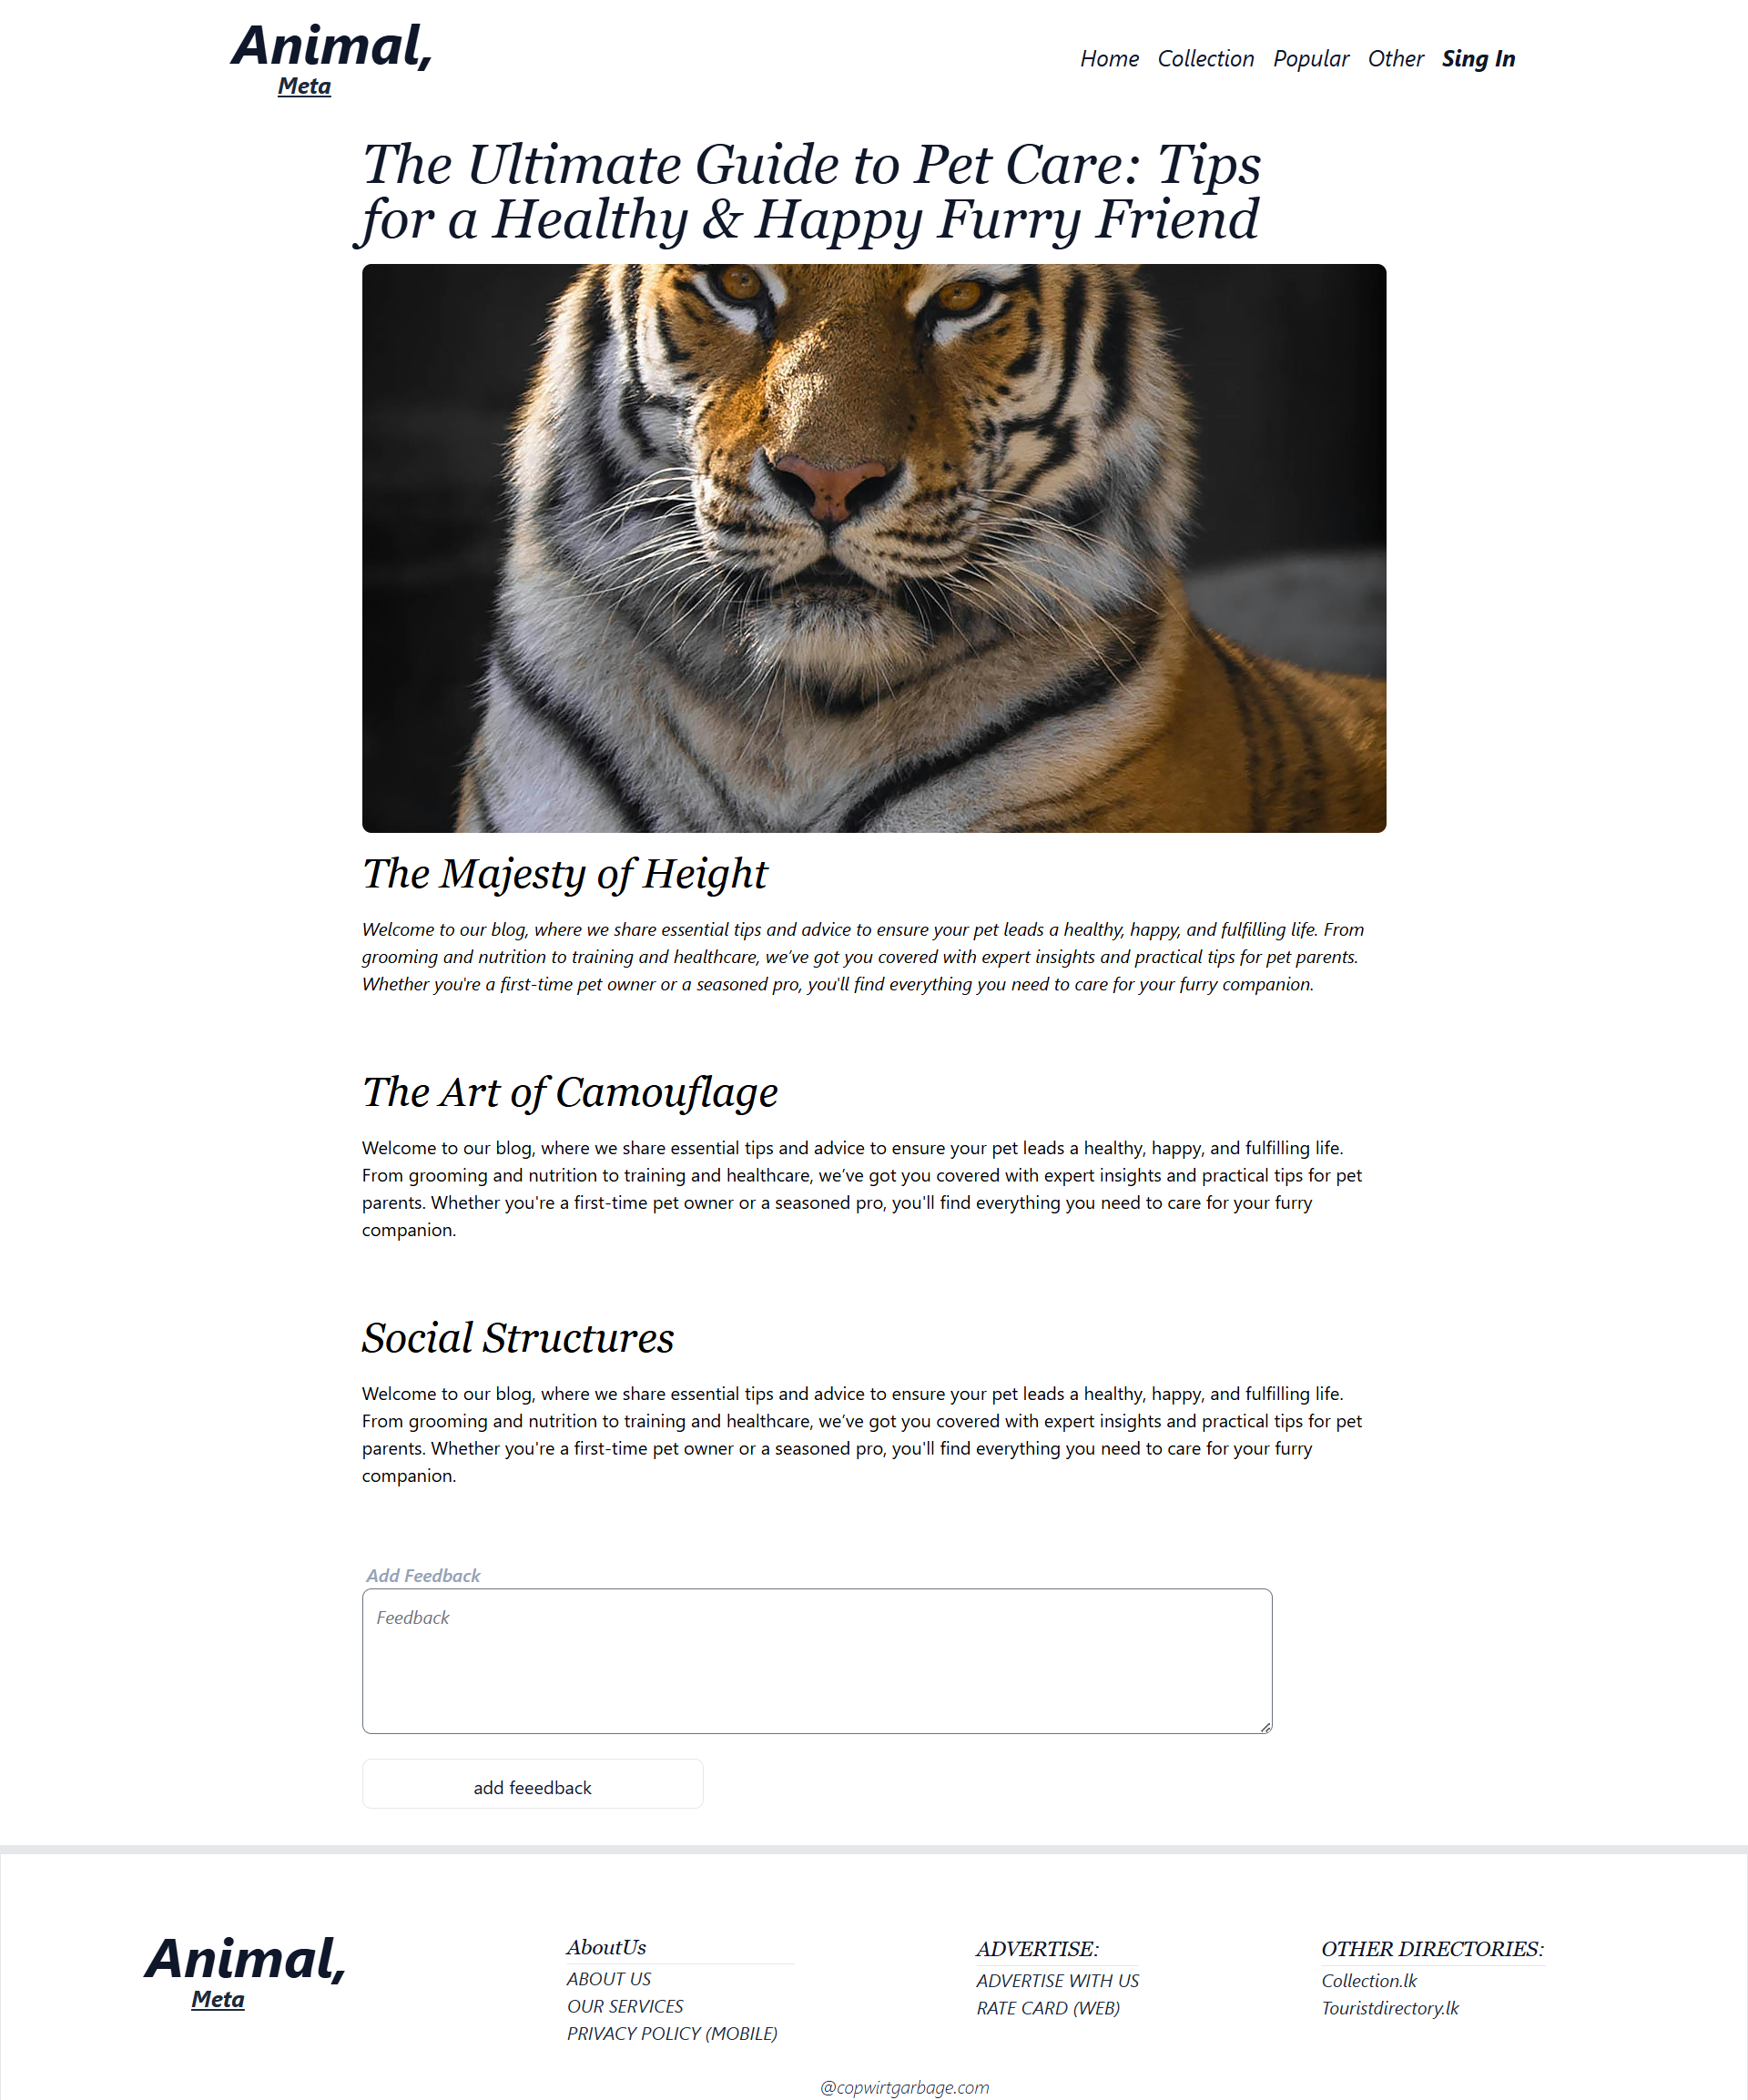 Animal,
Meta
Home Collection Popular Other Sing In
The Ultimate Guide to Pet Care: Tips
for a Healthy & Happy Furry Friend
The Majesty of Height
Welcome to our blog, where we share essential tips and advice to ensure your pet leads a healthy, happy, and fulfilling life. From
grooming and nutrition to training and healthcare, we’ve got you covered with expert insights and practical tips for pet parents.
Whether you're a first-time pet owner or a seasoned pro, you'll find everything you need to care for your furry companion.
The Art of Camouflage
Welcome to our blog, where we share essential tips and advice to ensure your pet leads a healthy, happy, and fulfilling life.
From grooming and nutrition to training and healthcare, we’ve got you covered with expert insights and practical tips for pet
parents. Whether you're a first-time pet owner or a seasoned pro, you'll find everything you need to care for your furry
companion.
Social Structures
Welcome to our blog, where we share essential tips and advice to ensure your pet leads a healthy, happy, and fulfilling life.
From grooming and nutrition to training and healthcare, we’ve got you covered with expert insights and practical tips for pet
parents. Whether you're a first-time pet owner or a seasoned pro, you'll find everything you need to care for your furry
companion.
Add Feedback
Feedback
add feeedback
Animal,
Meta
AboutUs
ABOUT US
OUR SERVICES
PRIVACY POLICY (MOBILE)
ADVERTISE:
ADVERTISE WITH US
RATE CARD (WEB)
OTHER DIRECTORIES:
Collection.lk
Touristdirectory.lk
@copwirtgarbage.com